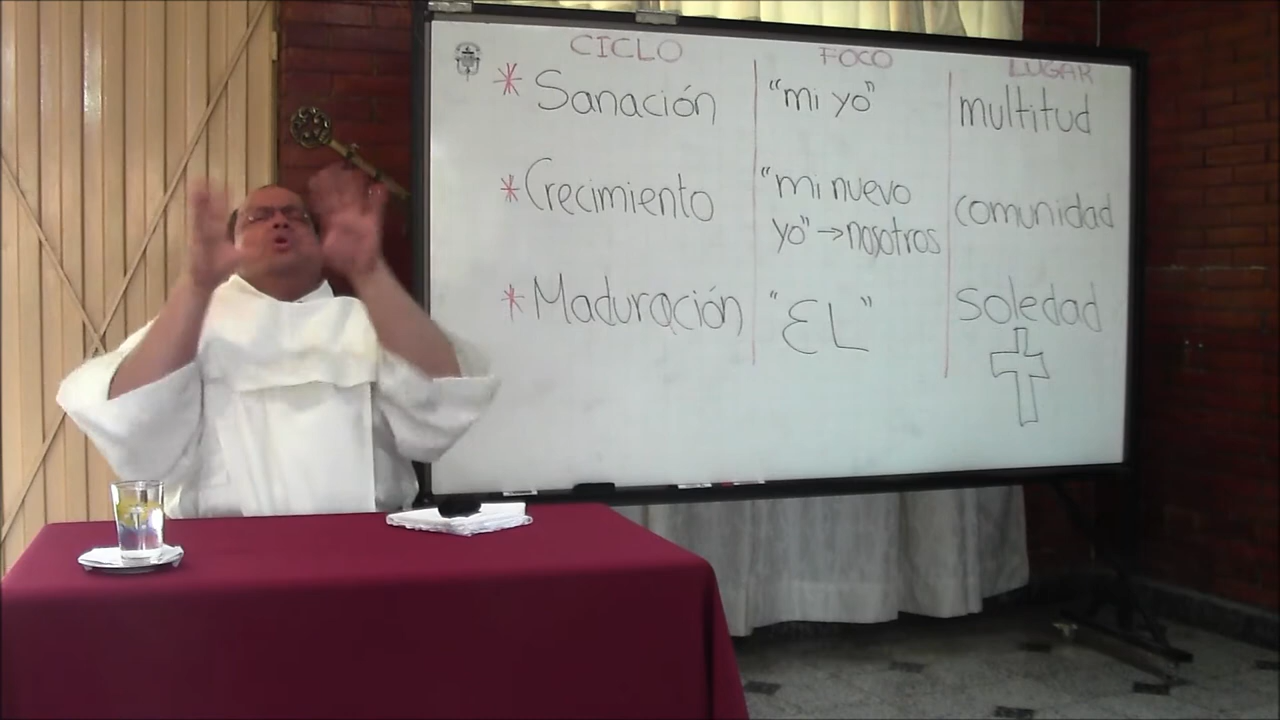 CICLO FOCO LUGAR
* Sanación "mi yo" multitud
* Crecimiento "mi nuevo yo" → nosotros comunidad
* Maduración "EL" soledad